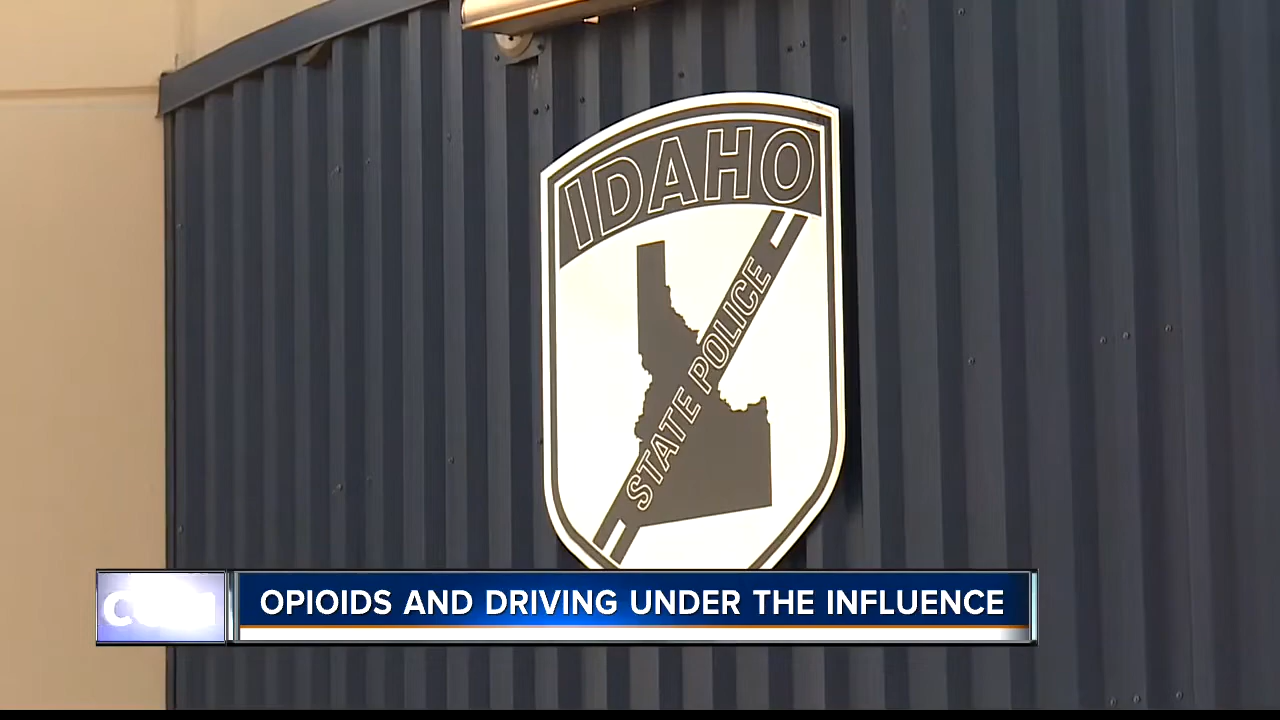 IDAHO
STATE POLICE
OPIOIDS AND DRIVING UNDER THE INFLUENCE